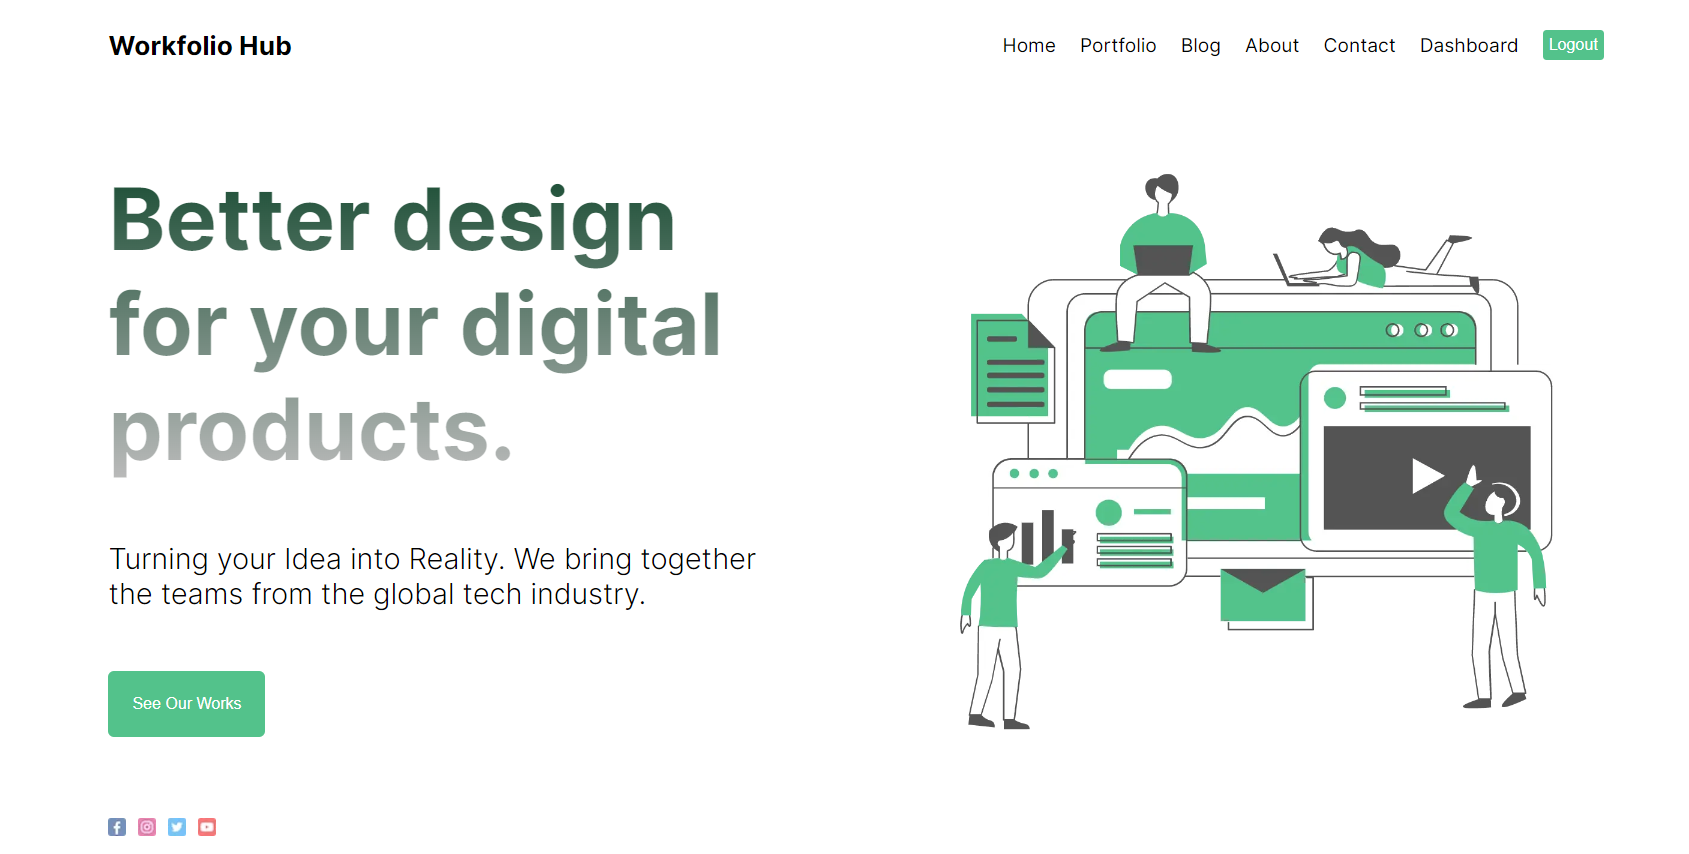 Workfolio Hub
Home Portfolio Blog About Contact Dashboard Logout
Better design
for your digital
products.
Turning your Idea into Reality. We bring together
the teams from the global tech industry.
See Our Works